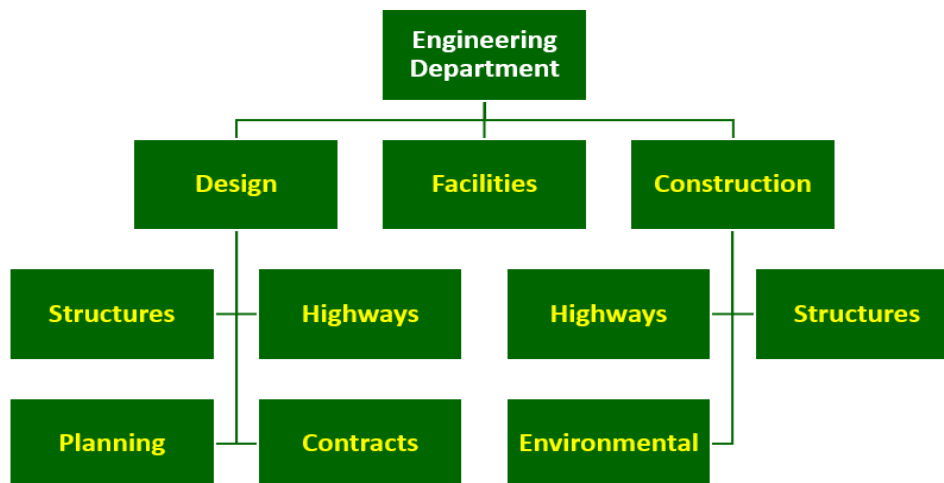 Engineering
Department
Design
Facilities
Construction
Structures
Highways
Highways
Structures
Planning
Contracts
Environmental